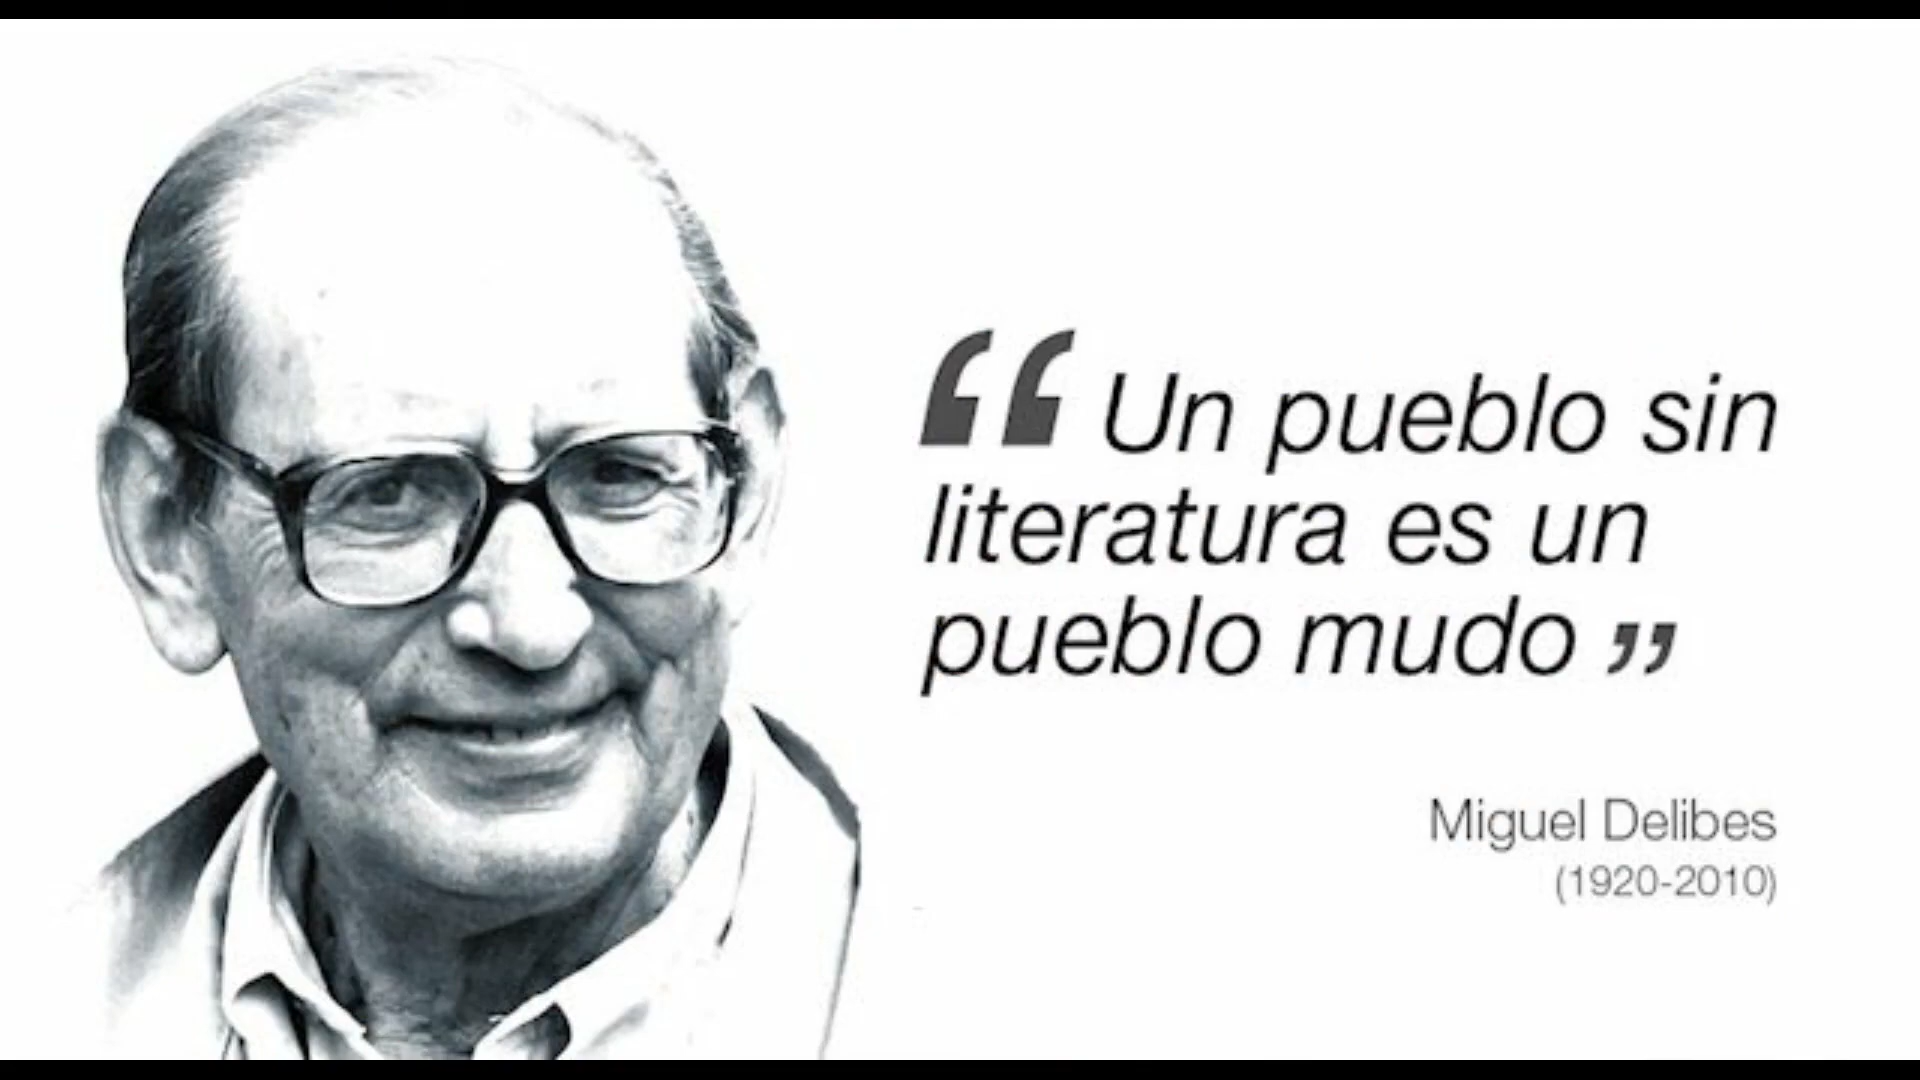 “Un pueblo sin
literatura es un
pueblo mudo”
Miguel Delibes
(1920-2010)